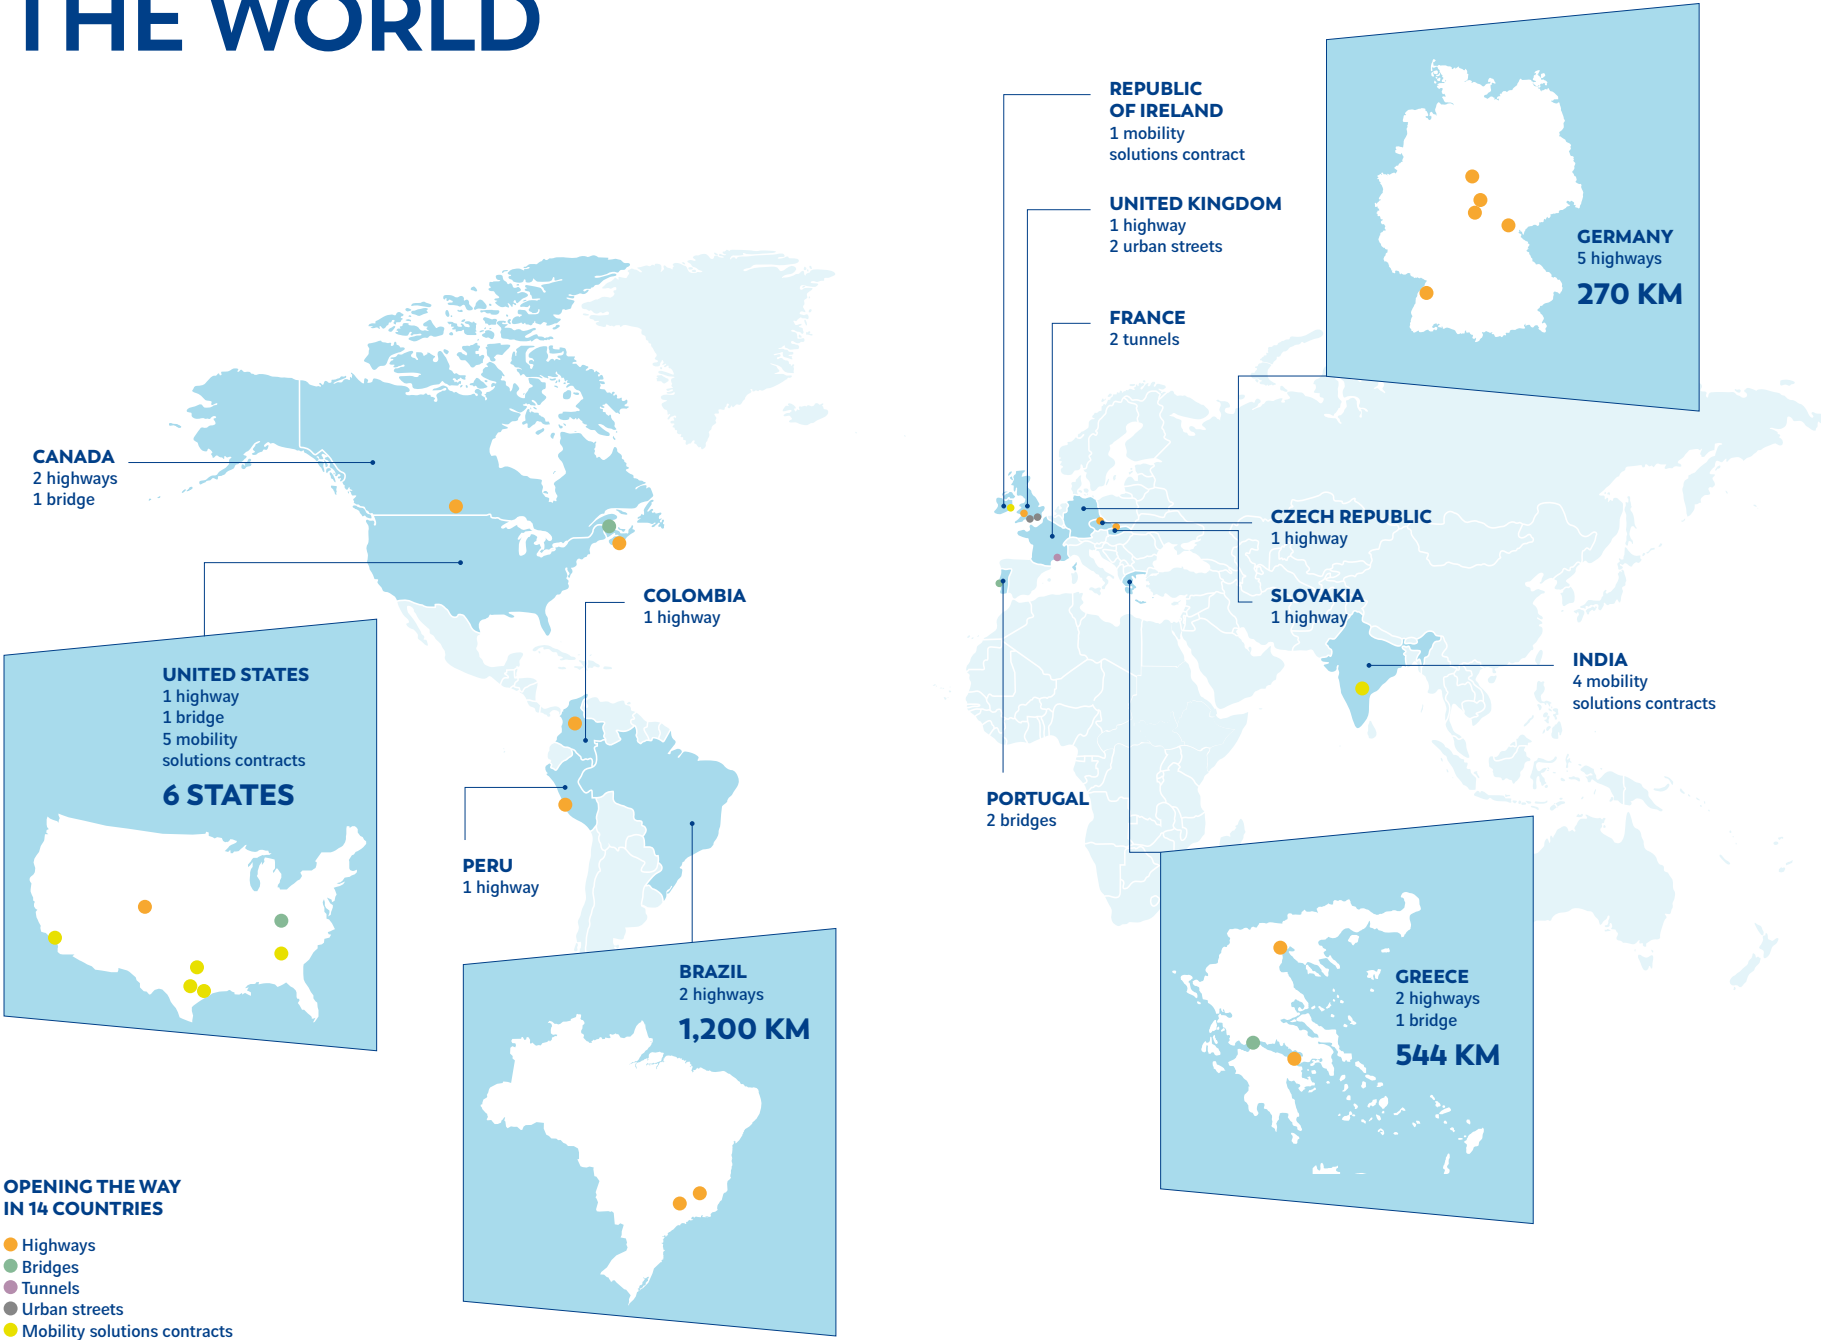 THE WORLD
REPUBLIC
OF IRELAND
1 mobility
solutions contract
UNITED KINGDOM
1 highway
2 urban streets
FRANCE
2 tunnels
GERMANY
5 highways
270 KM
CANADA
2 highways
1 bridge
CZECH REPUBLIC
1 highway
SLOVAKIA
1 highway
COLOMBIA
1 highway
INDIA
4 mobility
solutions contracts
UNITED STATES
1 highway
1 bridge
5 mobility
solutions contracts
6 STATES
PORTUGAL
2 bridges
PERU
1 highway
BRAZIL
2 highways
1,200 KM
GREECE
2 highways
1 bridge
544 KM
OPENING THE WAY
IN 14 COUNTRIES
Highways
Bridges
Tunnels
Urban streets
Mobility solutions contracts